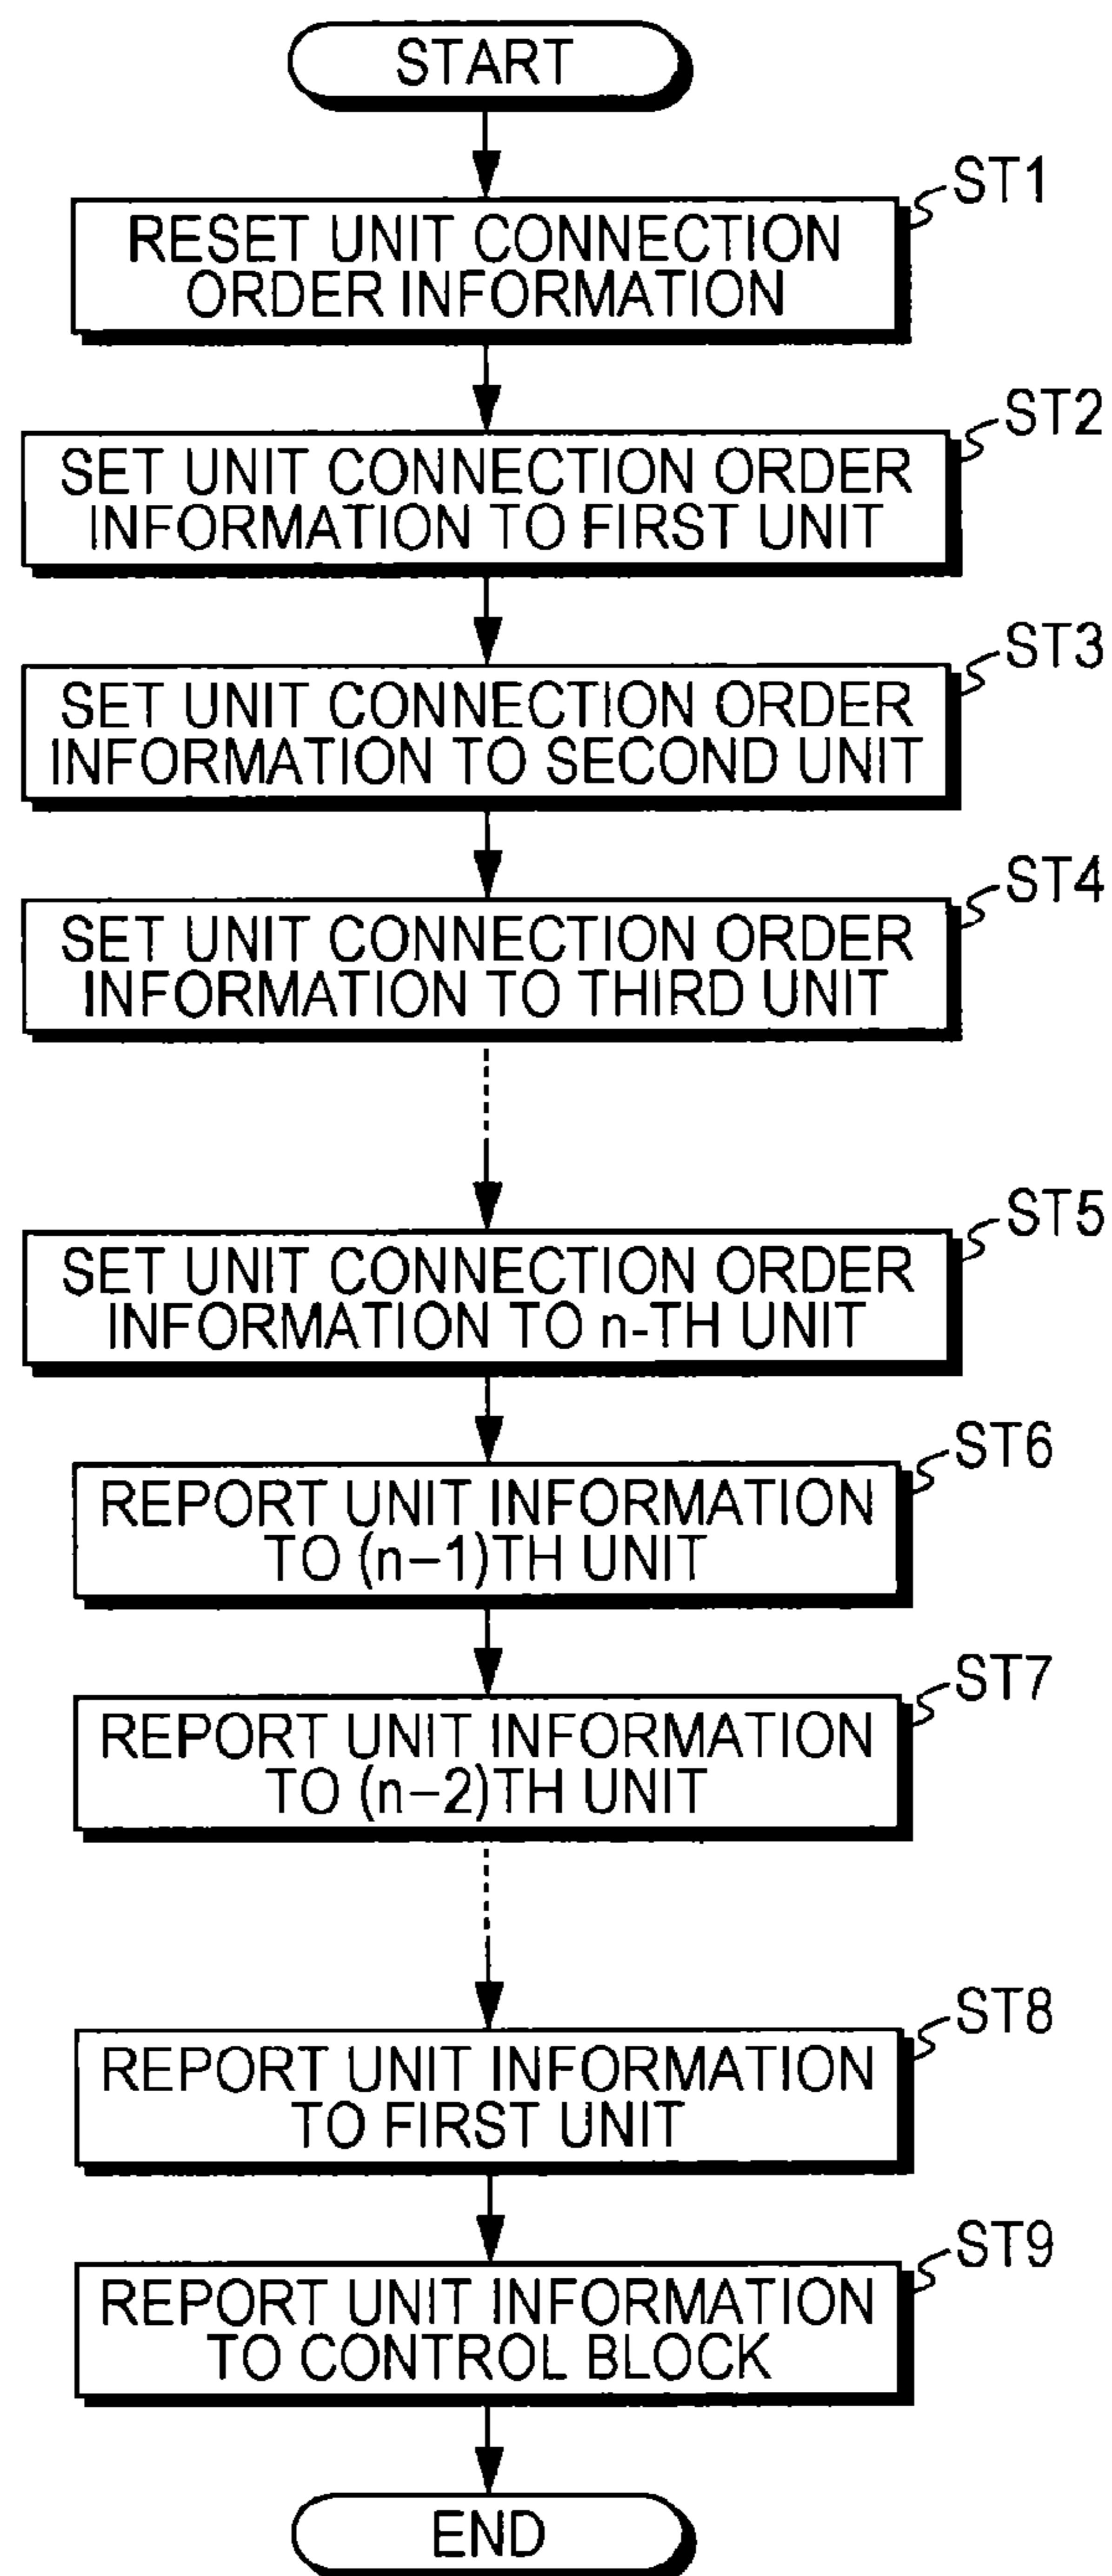 START
ST1
RESET UNIT CONNECTION
ORDER INFORMATION
ST2
SET UNIT CONNECTION ORDER
INFORMATION TO FIRST UNIT
ST3
SET UNIT CONNECTION ORDER
INFORMATION TO SECOND UNIT
ST4
SET UNIT CONNECTION ORDER
INFORMATION TO THIRD UNIT
ST5
SET UNIT CONNECTION ORDER
INFORMATION TO n-TH UNIT
ST6
REPORT UNIT INFORMATION
TO (n−1)TH UNIT
ST7
REPORT UNIT INFORMATION
TO (n−2)TH UNIT
ST8
REPORT UNIT INFORMATION
TO FIRST UNIT
ST9
REPORT UNIT INFORMATION
TO CONTROL BLOCK
END